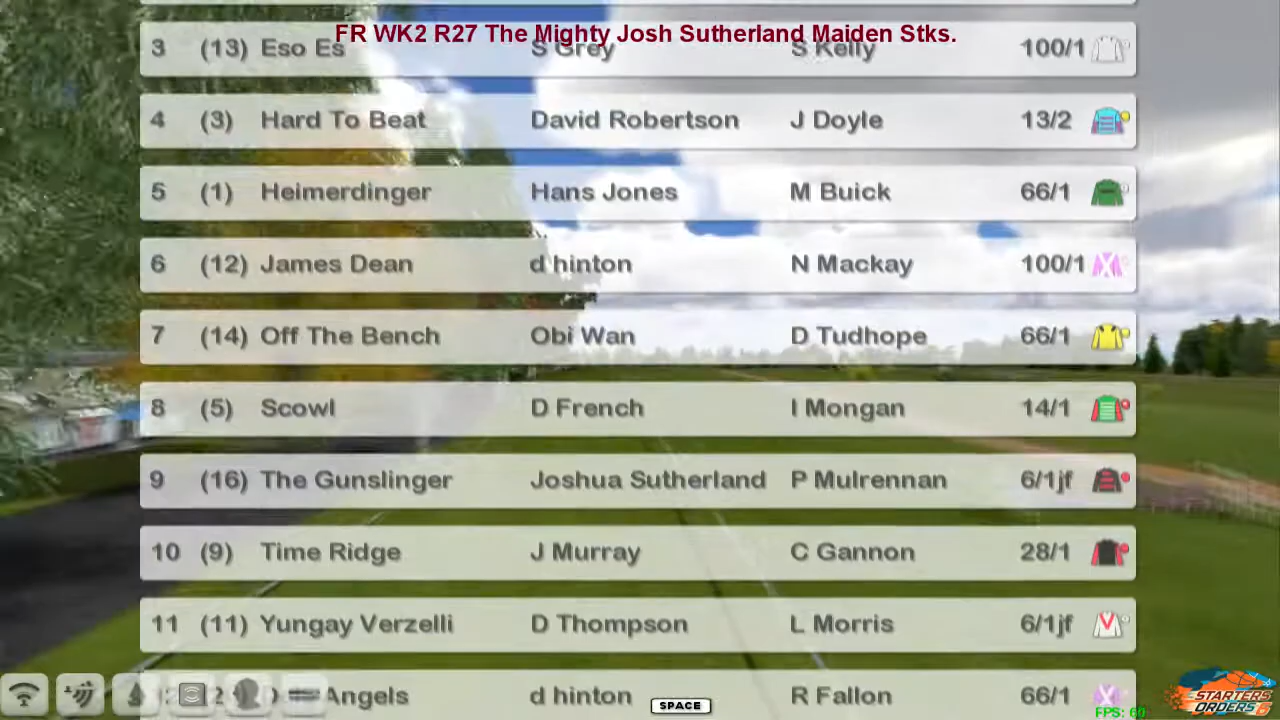 FR WK2 R27 The Mighty Josh Sutherland Maiden Stks.
3 (13) Eso Es S Grey S Kelly 100/1
4 (3) Hard To Beat David Robertson J Doyle 13/2
5 (1) Heimerdinger Hans Jones M Buick 66/1
6 (12) James Dean d hinton N Mackay 100/1
7 (14) Off The Bench Obi Wan D Tudhope 66/1
8 (5) Scowl D French I Mongan 14/1
9 (16) The Gunslinger Joshua Sutherland P Mulrennan 6/1jf
10 (9) Time Ridge J Murray C Gannon 28/1
11 (11) Yungay Verzelli D Thompson L Morris 6/1jf
Angels d hinton R Fallon 66/1
SPACE
STARTERS ORDERS 6
FPS: 60